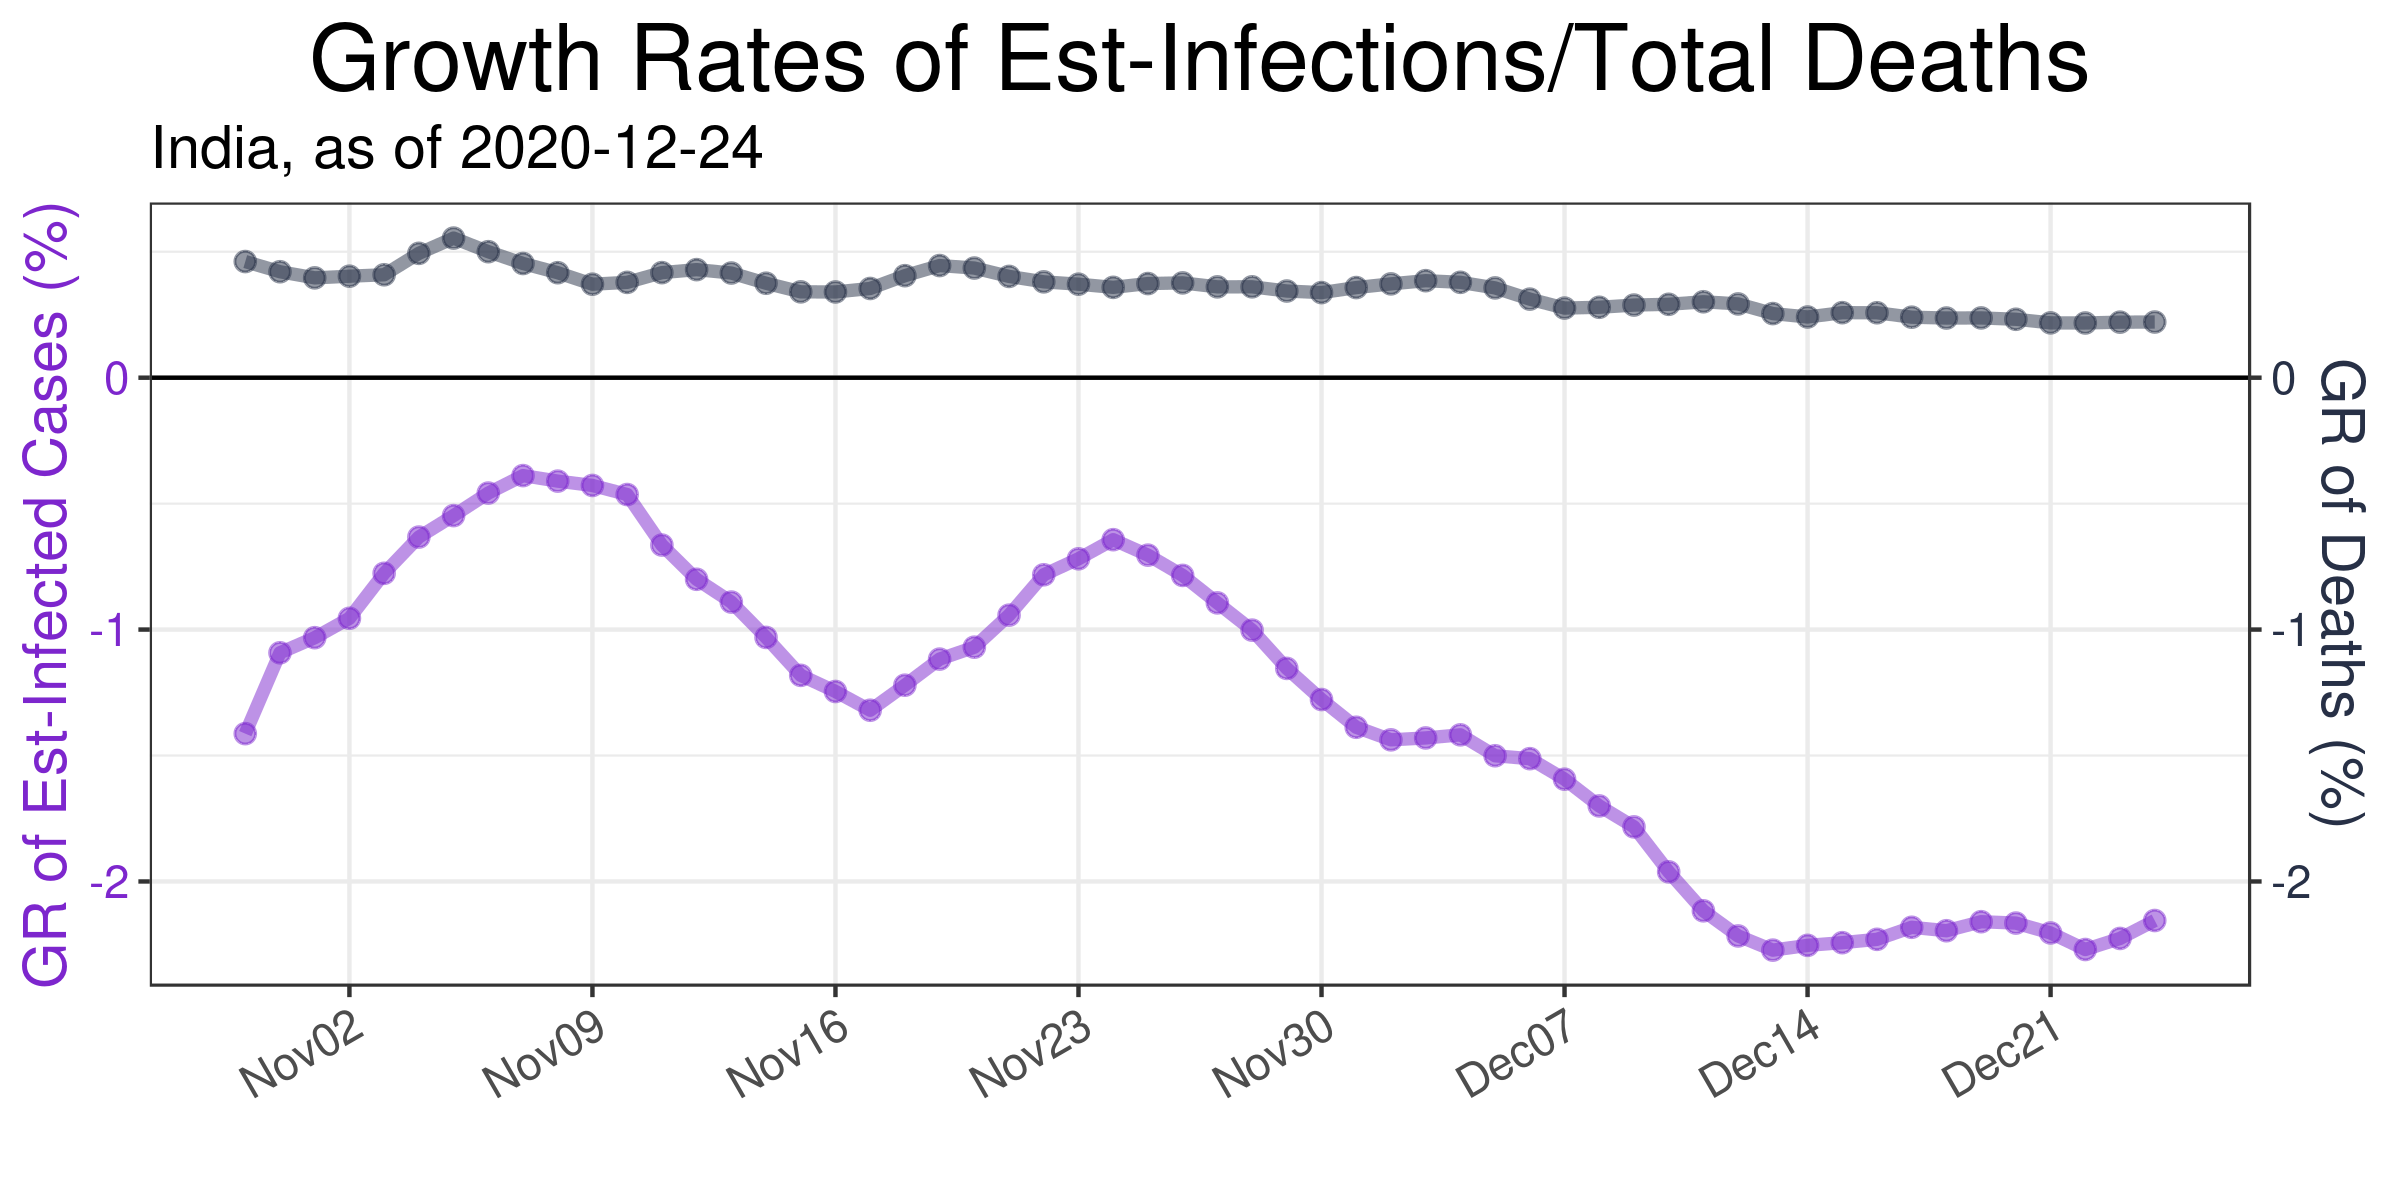 Growth Rates of Est-Infections/Total Deaths
India, as of 2020-12-24
GR of Est-Infected Cases (%)
0
-1
-2
0
-1
-2
GR of Deaths (%)
Nov02
Nov09
Nov16
Nov23
Nov30
Dec07
Dec14
Dec21